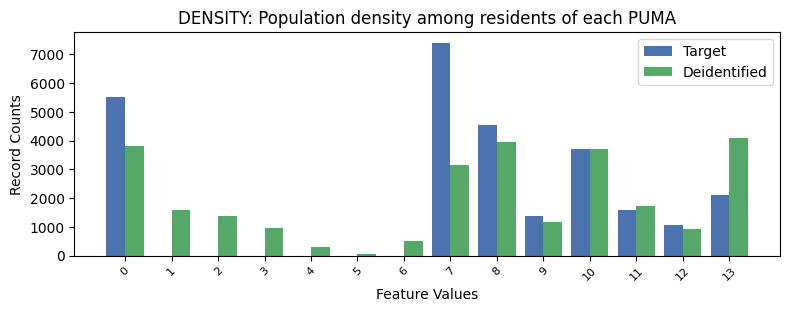 DENSITY: Population density among residents of each PUMA
Target
Deidentified
Record Counts
7000
6000
5000
4000
3000
2000
1000
0
0 1 2 3 4 5 6 7 8 9 10 11 12 13
Feature Values